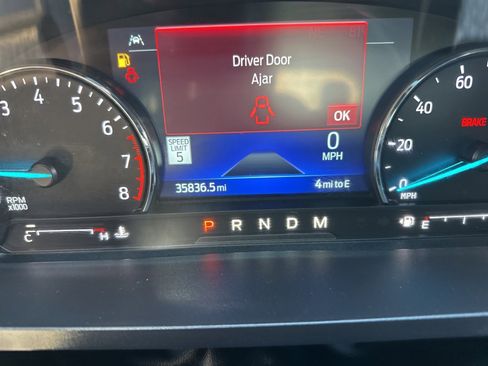 Driver Door
Ajar
OK
SPEED
LIMIT
5
0
MPH
35836.5 mi
4 mi to E
3
4
5
6
7
8
RPM
x1000
60
40
20
0
MPH
BRAKE
P R N D M
C H
E